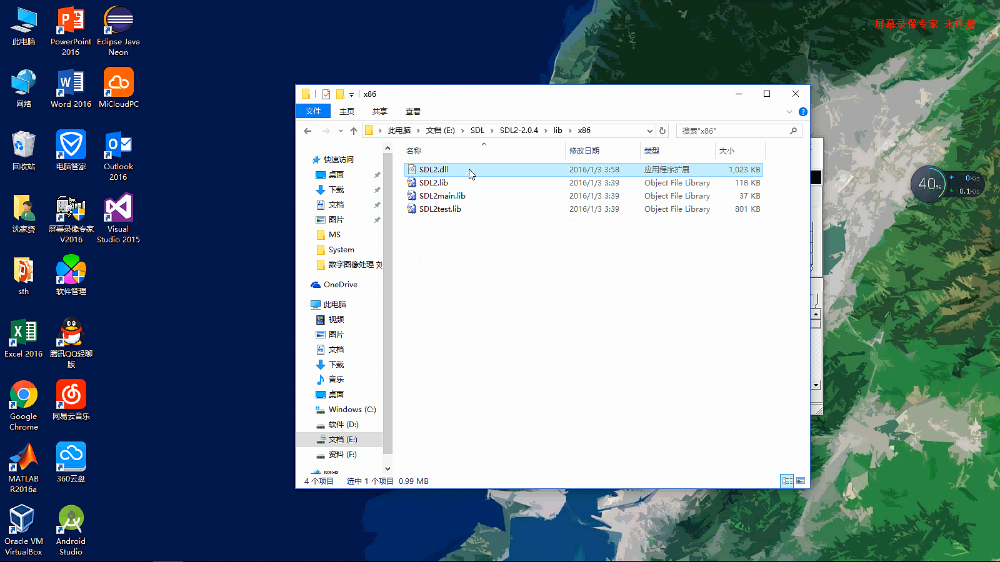 屏幕录像专家 未注册
此电脑
PowerPoint
2016
Eclipse Java
Neon
网络
Word 2016
MiCloudPC
回收站
电脑管家
Outlook
2016
沈家赟
屏幕录像专家
V2016
Visual
Studio 2015
sth
软件管理
Excel 2016
腾讯QQ轻聊
版
Google
Chrome
网易云音乐
MATLAB
R2016a
360云盘
Oracle VM
VirtualBox
Android
Studio
x86
文件 主页 共享 查看
此电脑 文档 (E:) SDL SDL2-2.0.4 lib x86
搜索"x86"
名称 修改日期 类型 大小
SDL2.dll 2016/1/3 3:58 应用程序扩展 1,023 KB
SDL2.lib 2016/1/3 3:39 Object File Library 118 KB
SDL2main.lib 2016/1/3 3:39 Object File Library 37 KB
SDL2test.lib 2016/1/3 3:39 Object File Library 801 KB
快速访问
桌面
下载
文档
图片
MS
System
数字图像处理 刘
OneDrive
此电脑
视频
图片
文档
下载
音乐
桌面
Windows (C:)
软件 (D:)
文档 (E:)
资料 (F:)
网络
4 个项目 选中 1 个项目 0.99 MB
40%
0K/s
0.1K/s